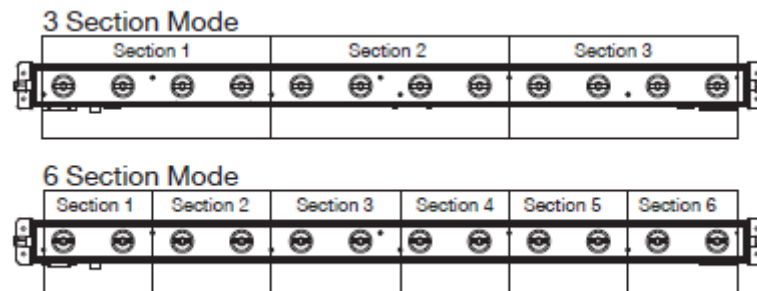 3 Section Mode
Section 1 Section 2 Section 3
6 Section Mode
Section 1 Section 2 Section 3 Section 4 Section 5 Section 6